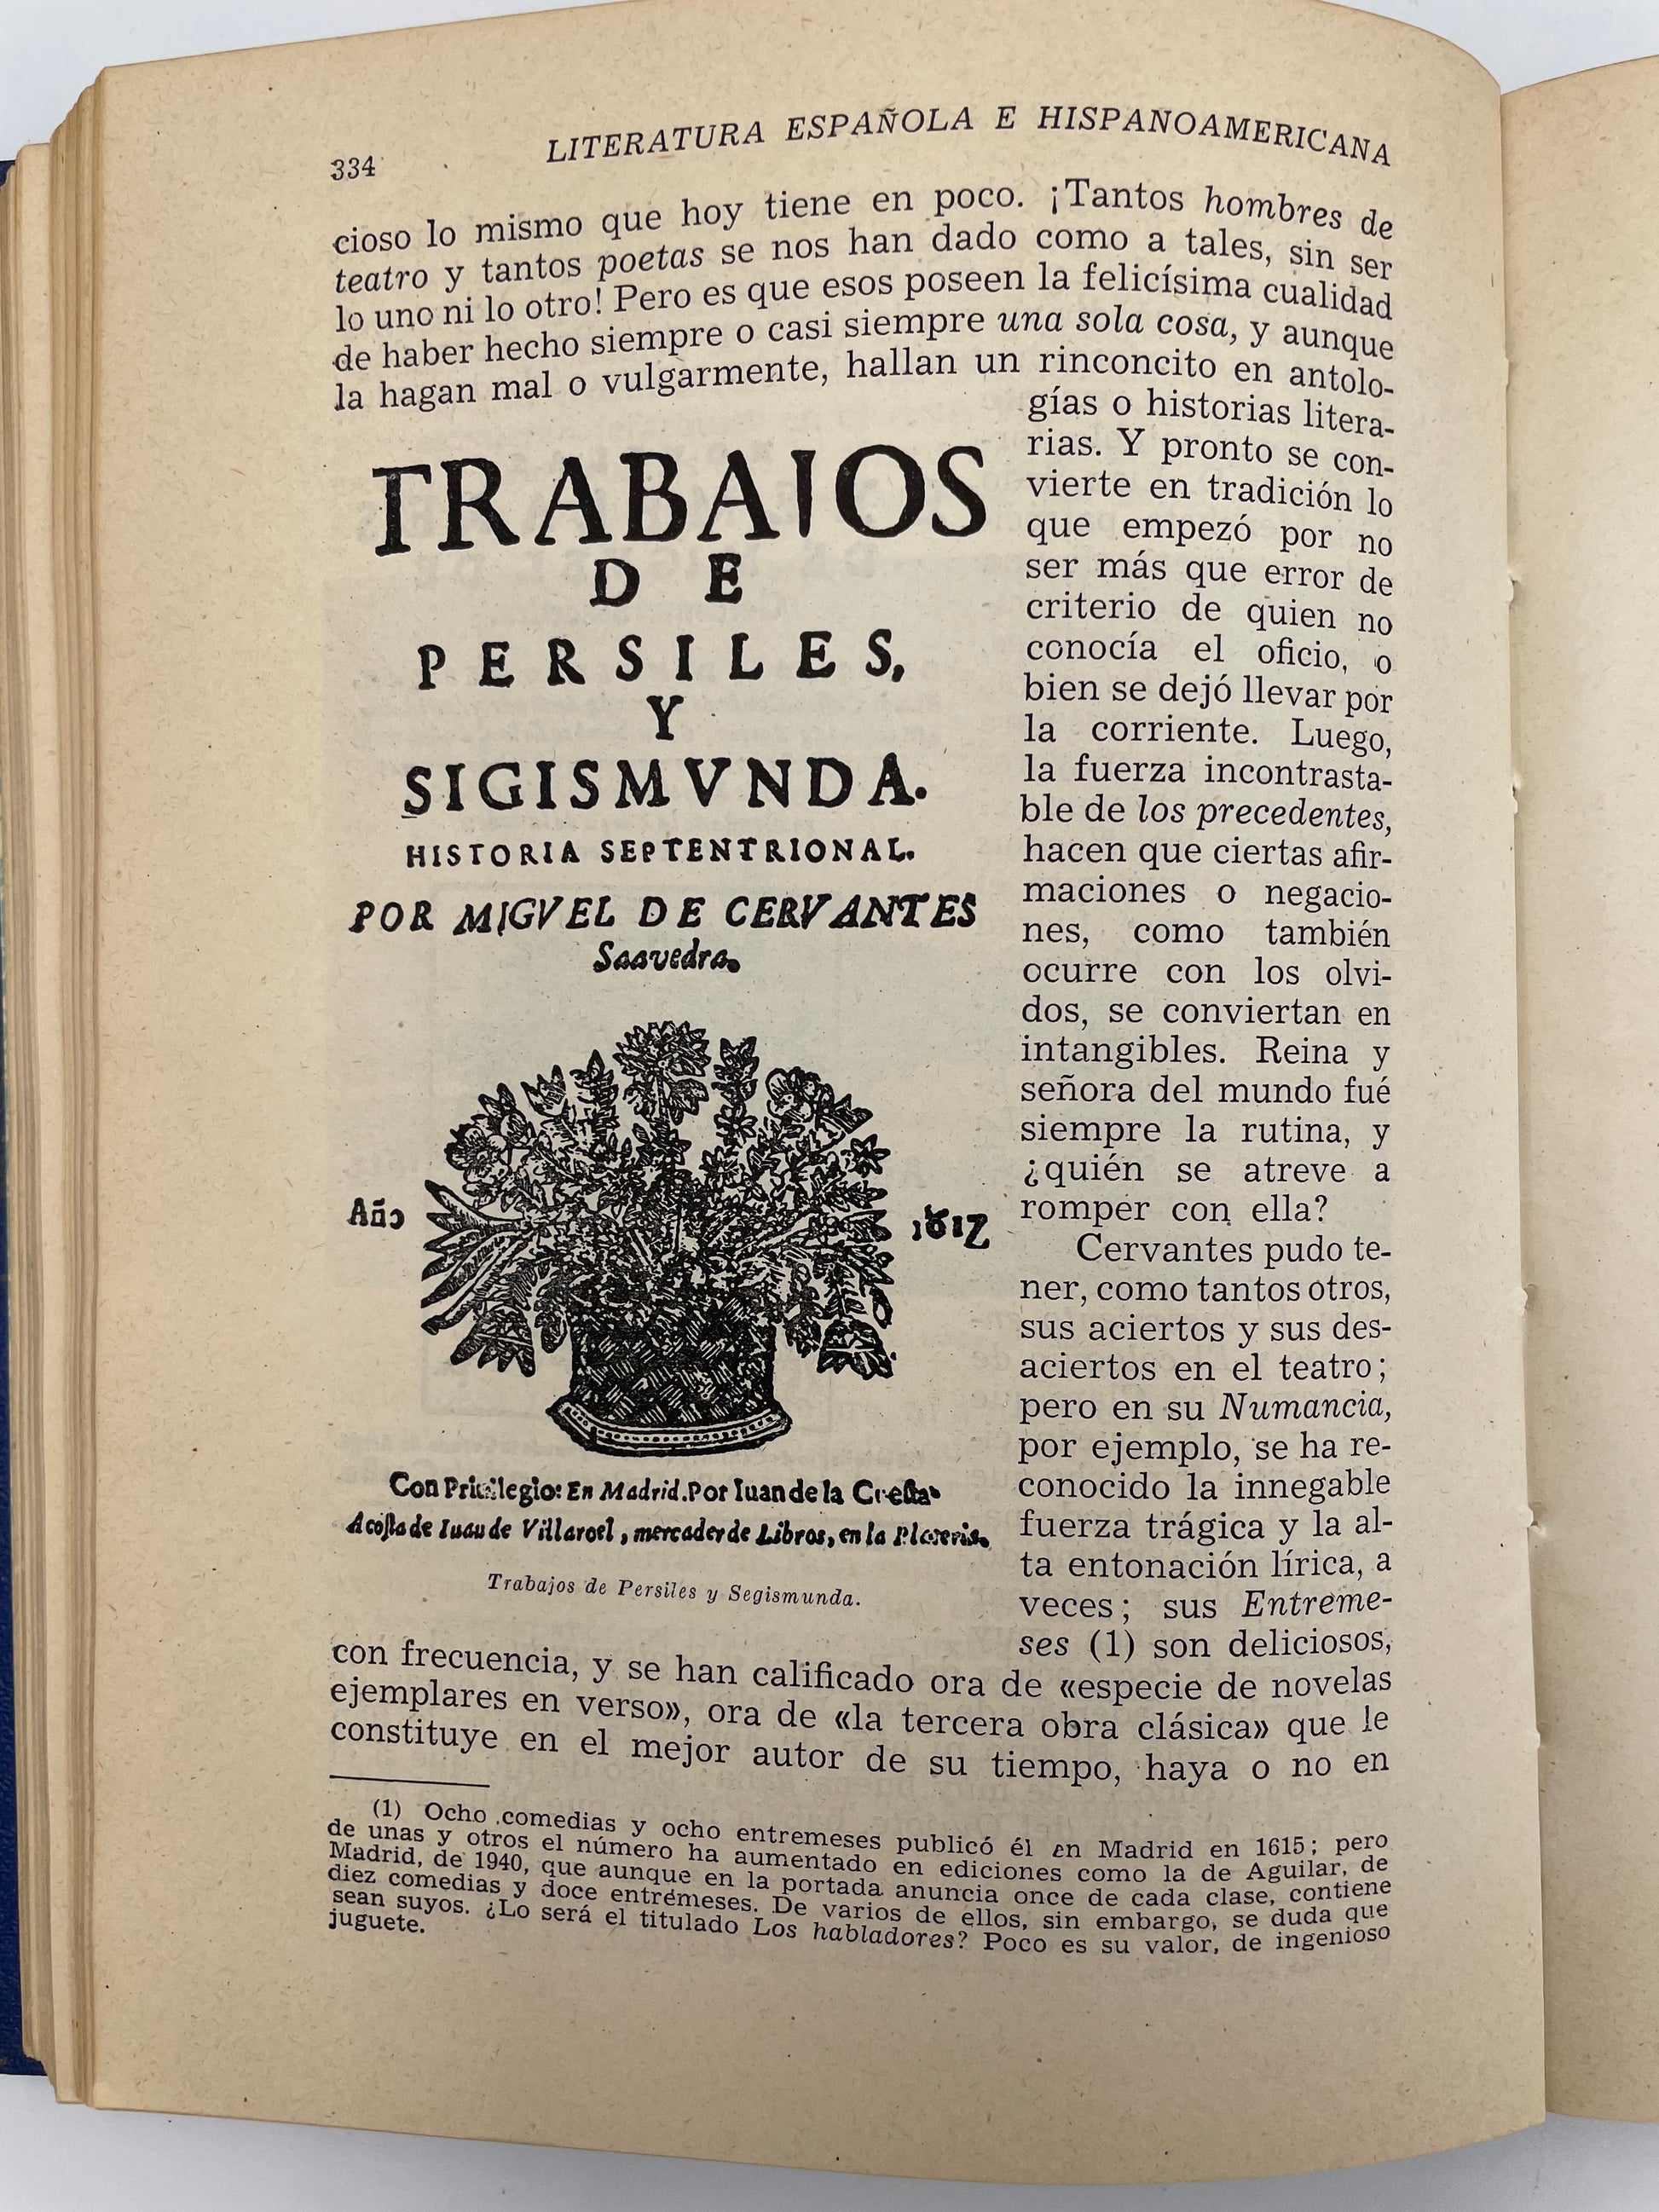 334
LITERATURA ESPAÑOLA E HISPANOAMERICANA
cioso lo mismo que hoy tiene en poco. ¡Tantos hombres de
teatro y tantos poetas se nos han dado como a tales, sin ser
lo uno ni lo otro! Pero es que esos poseen la felicísima cualidad
de haber hecho siempre o casi siempre una sola cosa, y aunque
la hagan mal o vulgarmente, hallan un rinconcito en antolo-
gías o historias litera-
rias. Y pronto se con-
vierte en tradición lo
que empezó por no
ser más que error de
criterio de quien no
conocía el oficio, o
bien se dejó llevar por
la corriente. Luego,
la fuerza incontrasta-
ble de los precedentes,
hacen que ciertas afir-
maciones o negacio-
nes, como también
ocurre con los olvi-
dos, se conviertan en
intangibles. Reina y
señora del mundo fué
siempre la rutina, y
¿quién se atreve a
romper con ella?
Cervantes pudo te-
ner, como tantos otros,
sus aciertos y sus des-
aciertos en el teatro;
pero en su Numancia,
por ejemplo, se ha re-
conocido la innegable
fuerza trágica y la al-
ta entonación lírica, a
veces; sus Entreme-
ses (1) son deliciosos,
TRABAIOS
DE
PERSILES,
Y
SIGISMVNDA.
HISTORIA SEPTENTRIONAL.
POR MIGVEL DE CERVANTES
Saavedra.
Año 1617
Con Priuilegio: En Madrid. Por Iuan de la Cuesta.
A costa de Iuan de Villaroel, mercader de Libros, en la Plateria.
Trabajos de Persiles y Segismunda.
con frecuencia, y se han calificado ora de «especie de novelas
ejemplares en verso», ora de «la tercera obra clásica» que le
constituye en el mejor autor de su tiempo, haya o no en
(1) Ocho comedias y ocho entremeses publicó él en Madrid en 1615; pero
de unas y otros el número ha aumentado en ediciones como la de Aguilar, de
Madrid, de 1940, que aunque en la portada anuncia once de cada clase, contiene
diez comedias y doce entremeses. De varios de ellos, sin embargo, se duda que
sean suyos. ¿Lo será el titulado Los habladores? Poco es su valor, de ingenioso
juguete.